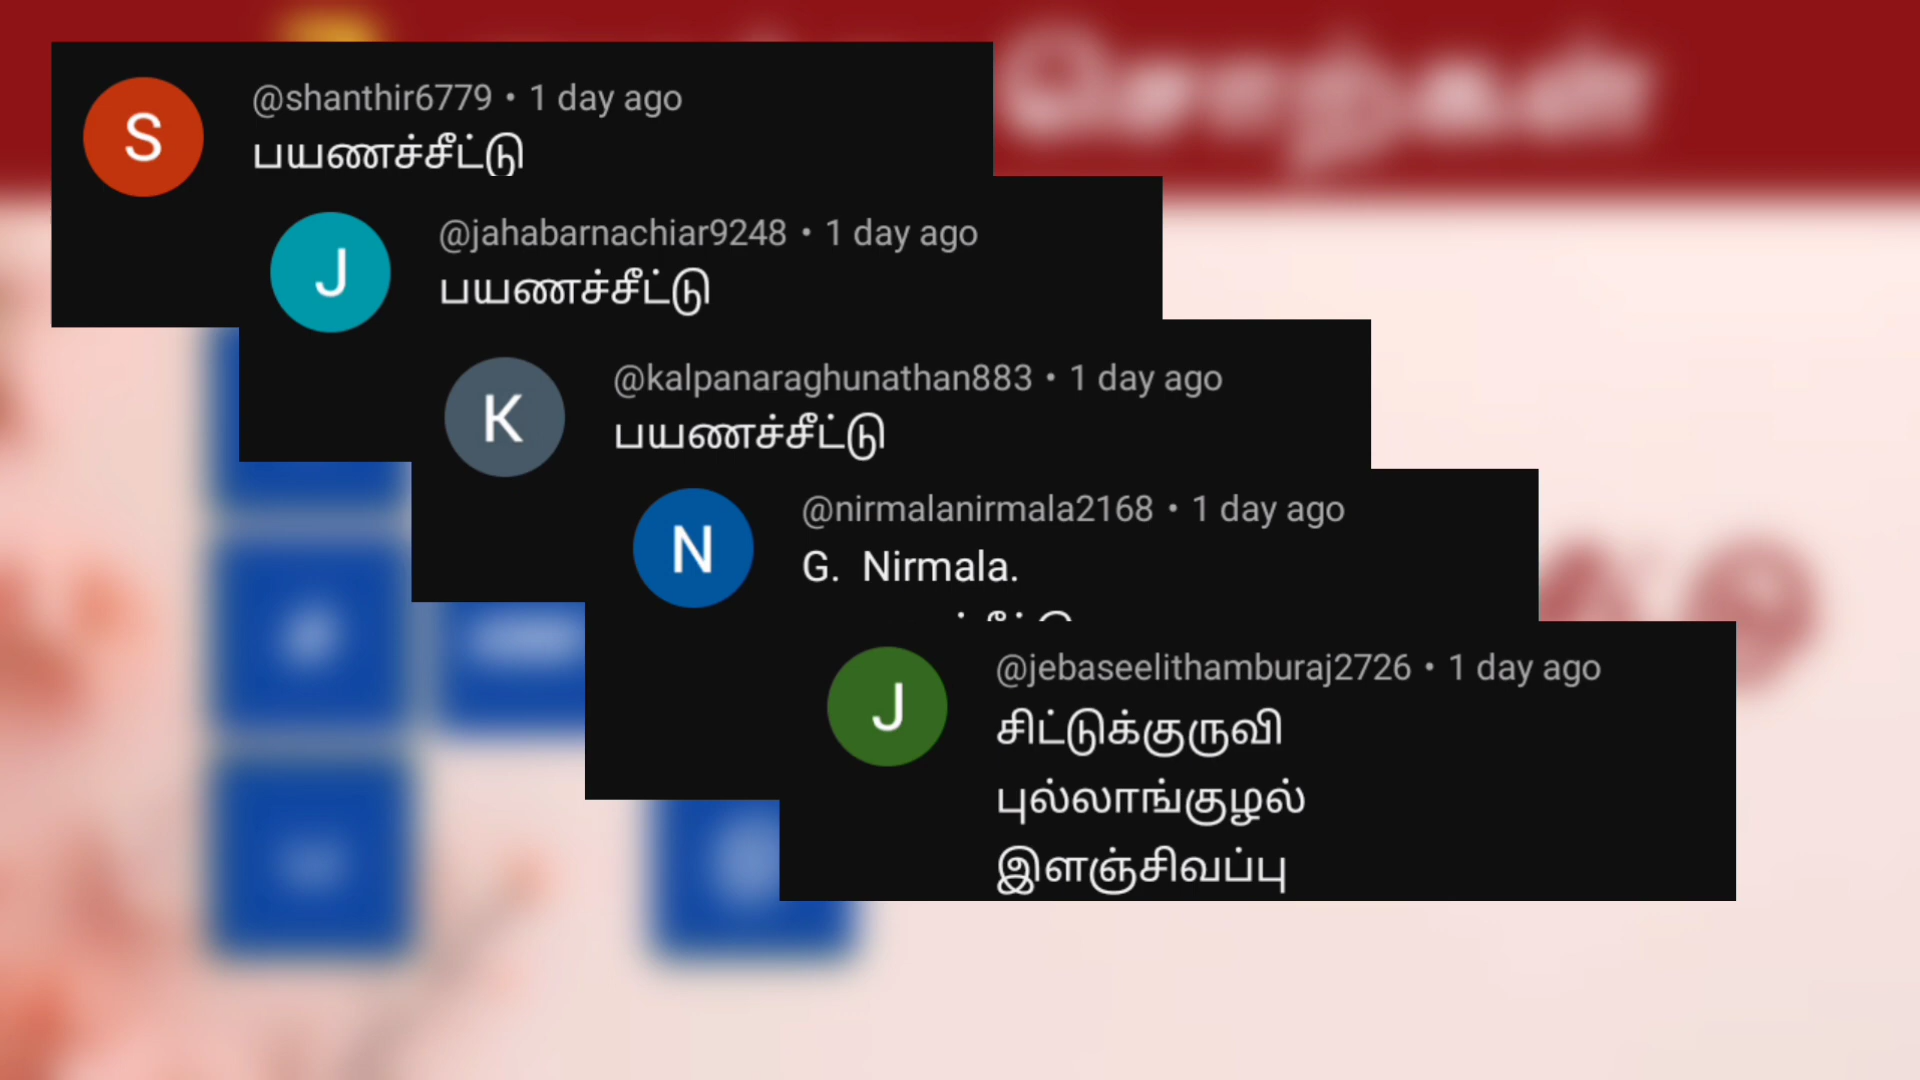 சொற்கள்
S
@shanthir6779 • 1 day ago
பயணச்சீட்டு
J
@jahabarnachiar9248 • 1 day ago
பயணச்சீட்டு
K
@kalpanaraghunathan883 • 1 day ago
பயணச்சீட்டு
N
@nirmalanirmala2168 • 1 day ago
G. Nirmala.
J
@jebaseelithamburaj2726 • 1 day ago
சிட்டுக்குருவி
புல்லாங்குழல்
இளஞ்சிவப்பு